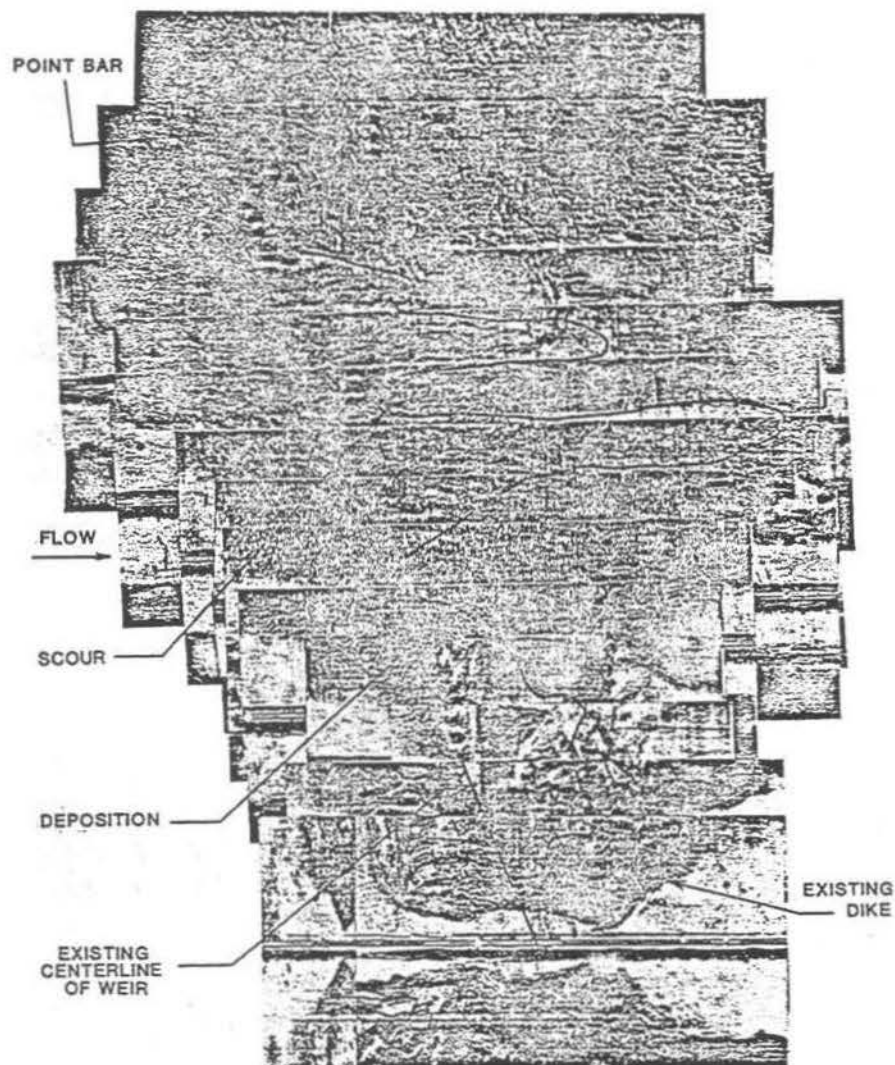 POINT BAR
FLOW
SCOUR
DEPOSITION
EXISTING
DIKE
EXISTING
CENTERLINE
OF WEIR